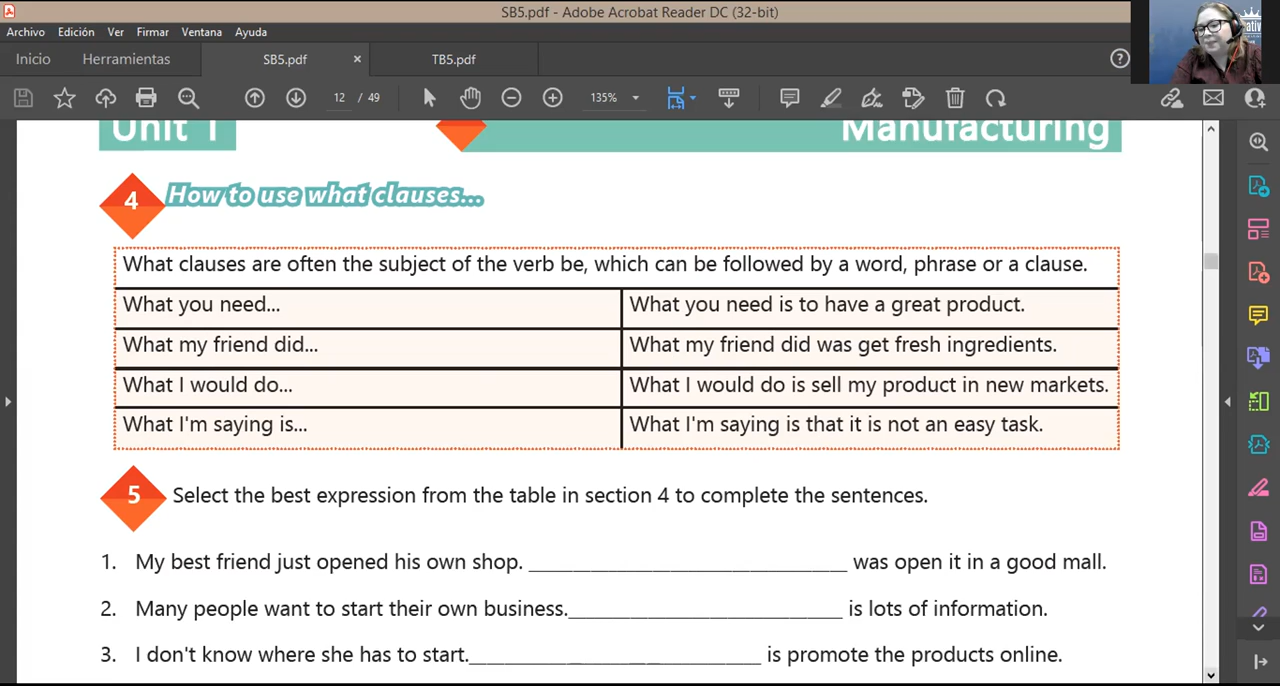 SB5.pdf - Adobe Acrobat Reader DC (32-bit)
Archivo Edición Ver Firmar Ventana Ayuda
Inicio Herramientas SB5.pdf × TB5.pdf
12 / 49 135%
Unit 1 Manufacturing
4 How to use what clauses...
What clauses are often the subject of the verb be, which can be followed by a word, phrase or a clause.
What you need... What you need is to have a great product.
What my friend did... What my friend did was get fresh ingredients.
What I would do... What I would do is sell my product in new markets.
What I'm saying is... What I'm saying is that it is not an easy task.
5 Select the best expression from the table in section 4 to complete the sentences.
1. My best friend just opened his own shop. ____________________ was open it in a good mall.
2. Many people want to start their own business.____________________ is lots of information.
3. I don't know where she has to start.____________________ is promote the products online.